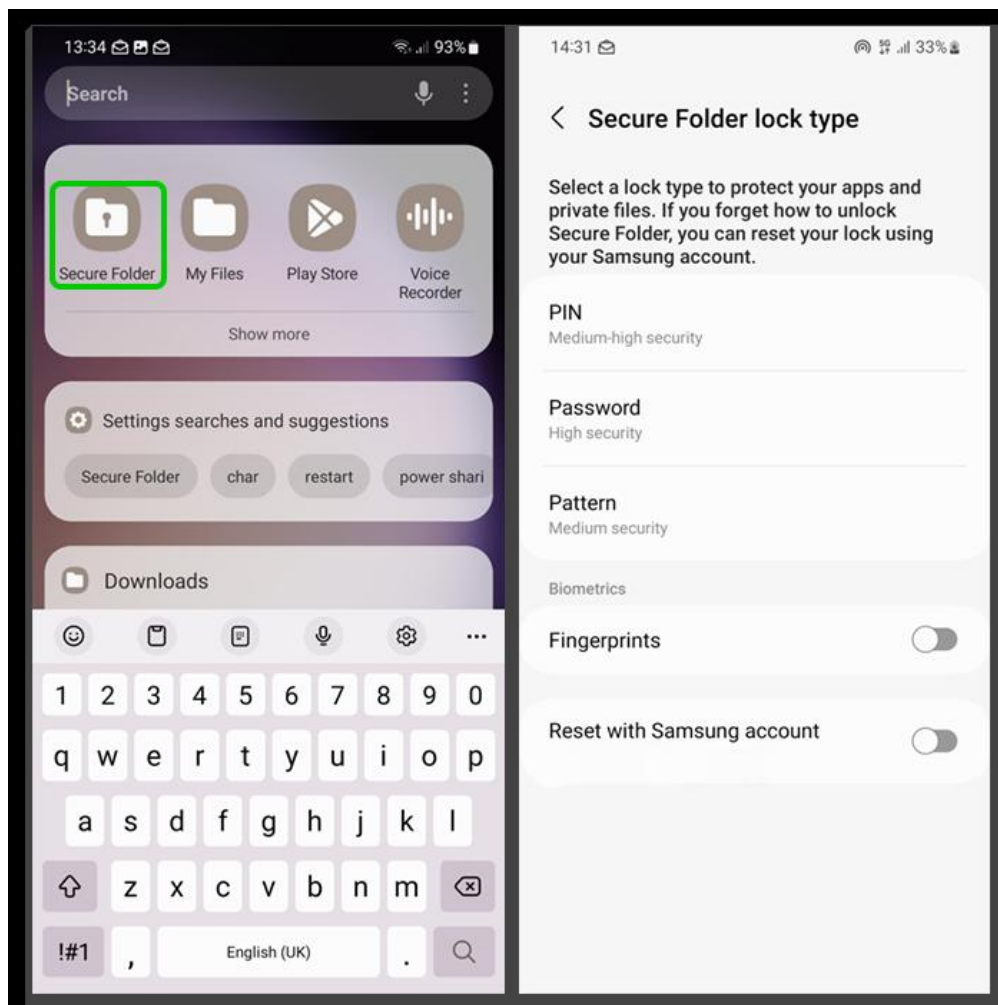 13:34
93%
Search
Secure Folder
My Files
Play Store
Voice
Recorder
Show more
Settings searches and suggestions
Secure Folder
char
restart
power shari
Downloads
1 2 3 4 5 6 7 8 9 0
q w e r t y u i o p
a s d f g h j k l
z x c v b n m
!#1 , English (UK) .
14:31
5G
33%
Secure Folder lock type
Select a lock type to protect your apps and
private files. If you forget how to unlock
Secure Folder, you can reset your lock using
your Samsung account.
PIN
Medium-high security
Password
High security
Pattern
Medium security
Biometrics
Fingerprints
Reset with Samsung account